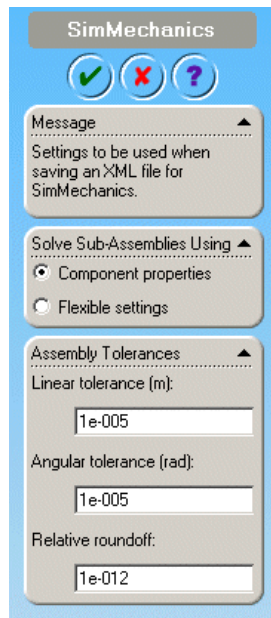 SimMechanics
?
Message
Settings to be used when
saving an XML file for
SimMechanics.
Solve Sub-Assemblies Using
Component properties
Flexible settings
Assembly Tolerances
Linear tolerance (m):
1e-005
Angular tolerance (rad):
1e-005
Relative roundoff:
1e-012